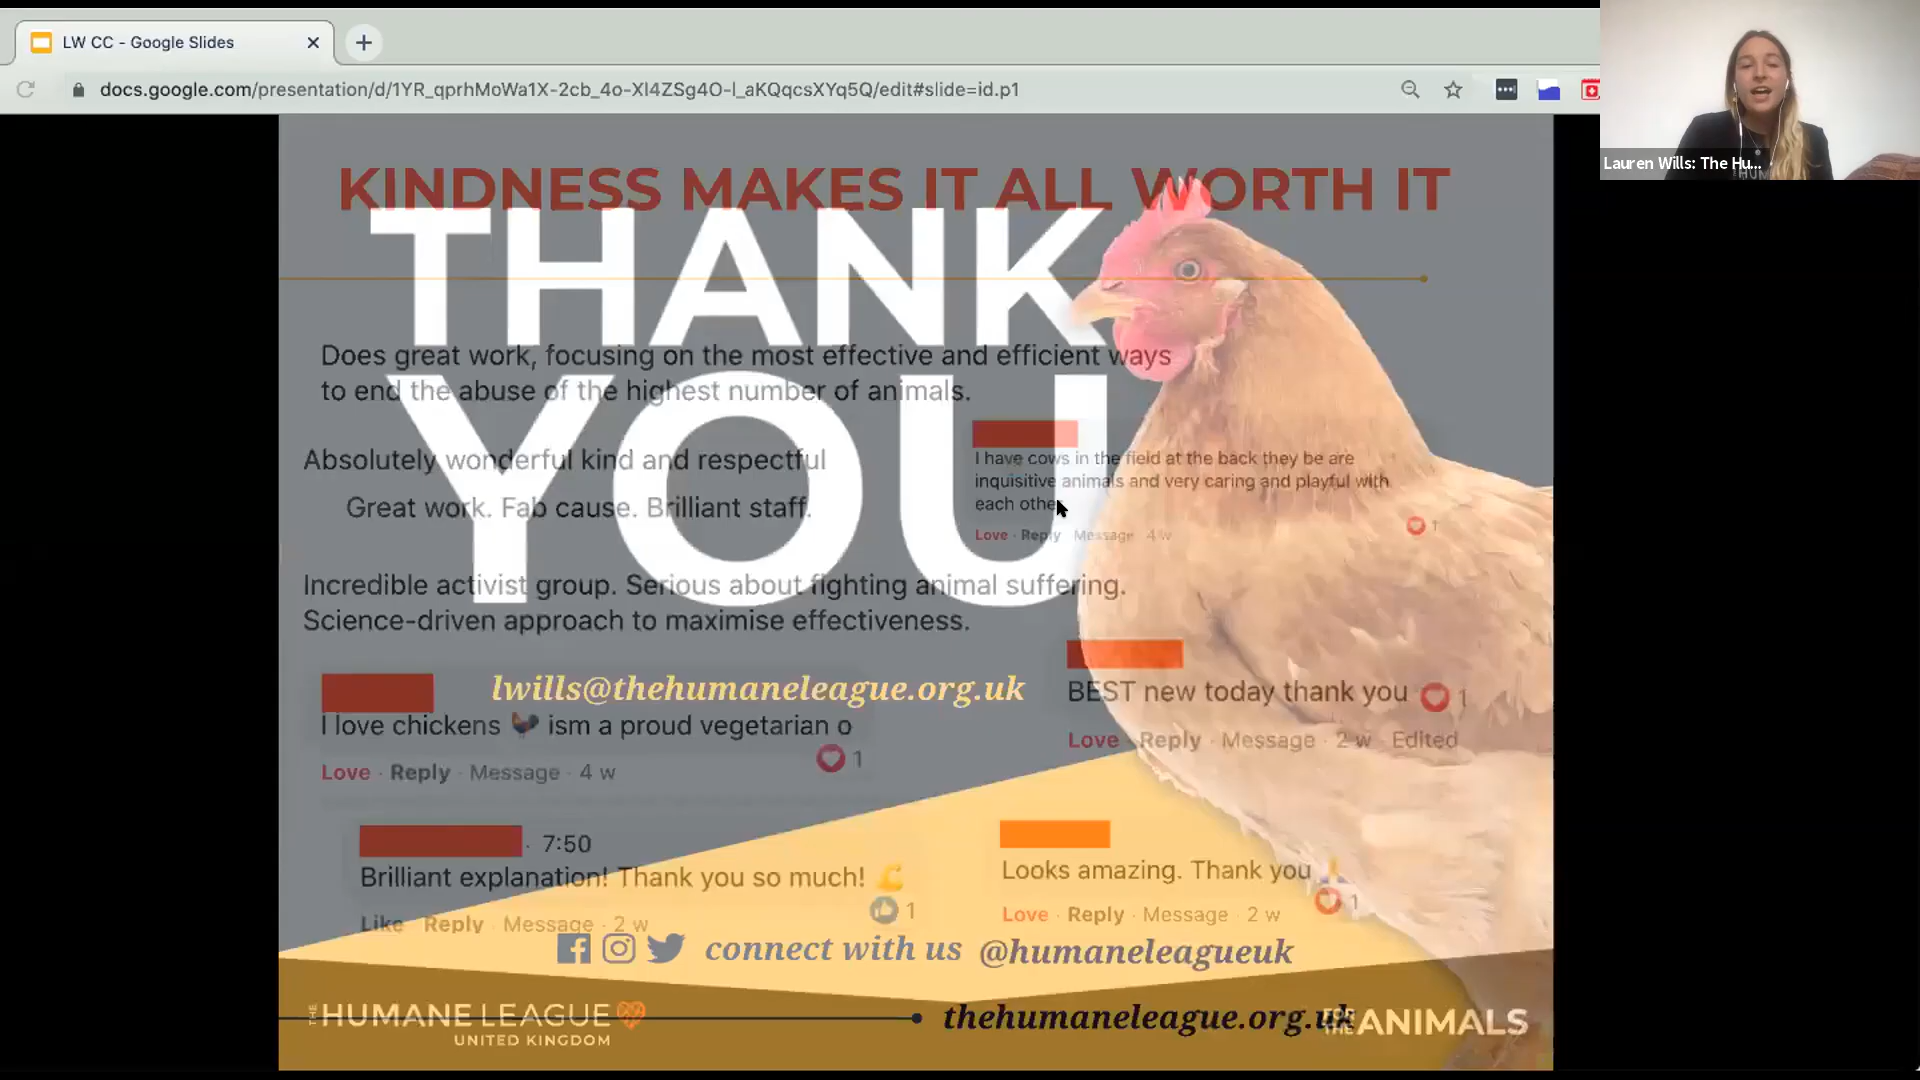 LW CC - Google Slides
docs.google.com/presentation/d/1YR_qprhMoWa1X-2cb_4o-Xl4ZSg4O-l_aKQqcsXYq5Q/edit#slide=id.p1
Lauren Wills: The Hu...
KINDNESS MAKES IT ALL WORTH IT
THANK
YOU
Does great work, focusing on the most effective and efficient ways
to end the abuse of the highest number of animals.
Absolutely wonderful kind and respectful
Great work. Fab cause. Brilliant staff.
I have cows in the field at the back they be are
inquisitive animals and very caring and playful with
each other
Love · Reply Message 4 w
1
Incredible activist group. Serious about fighting animal suffering.
Science-driven approach to maximise effectiveness.
lwills@thehumaneleague.org.uk
I love chickens 🐓 ism a proud vegetarian o
1
Love · Reply · Message · 4 w
BEST new today thank you
1
Love · Reply · Message · 2 w · Edited
· 7:50
Brilliant explanation! Thank you so much! 💪
1
Like · Reply · Message · 2 w
Looks amazing. Thank you 🙏
1
Love · Reply · Message · 2 w
connect with us @humaneleagueuk
THE HUMANE LEAGUE
UNITED KINGDOM
thehumaneleague.org.uk
FOR THE ANIMALS